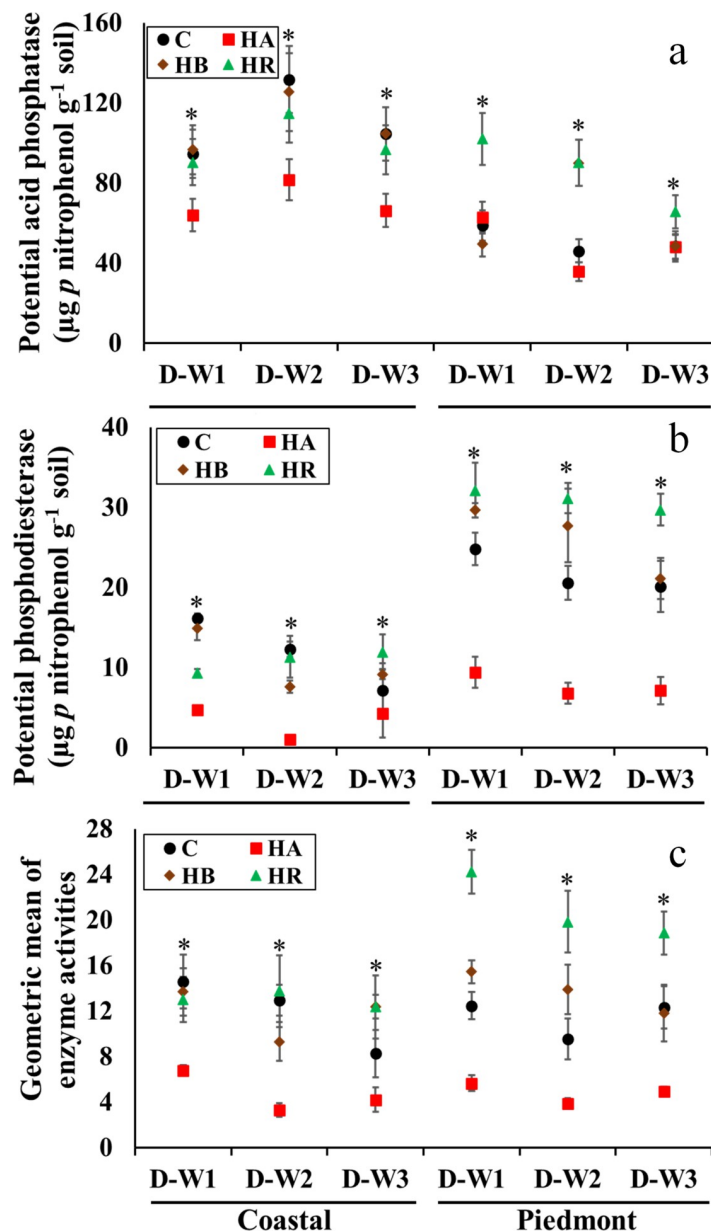 Potential acid phosphatase
(µg p nitrophenol g⁻¹ soil)
160
120
80
40
0
C HA
HB HR
a
* * * * * *
D-W1 D-W2 D-W3 D-W1 D-W2 D-W3
Potential phosphodiesterase
(µg p nitrophenol g⁻¹ soil)
40
30
20
10
0
C HA
HB HR
b
* * * * * *
D-W1 D-W2 D-W3 D-W1 D-W2 D-W3
Geometric mean of
enzyme activities
28
24
20
16
12
8
4
0
C HA
HB HR
c
* * * * * *
D-W1 D-W2 D-W3 D-W1 D-W2 D-W3
Coastal Piedmont